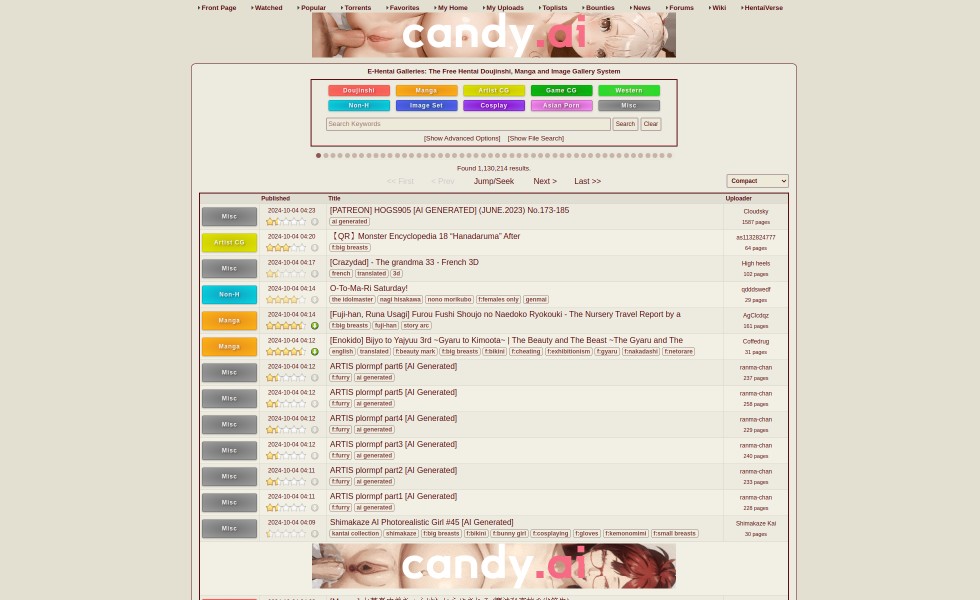 Front Page Watched Popular Torrents Favorites My Home My Uploads Toplists Bounties News Forums Wiki HentaiVerse
candy.ai
E-Hentai Galleries: The Free Hentai Doujinshi, Manga and Image Gallery System
Doujinshi Manga Artist CG Game CG Western
Non-H Image Set Cosplay Asian Porn Misc
Search Keywords Search Clear
[Show Advanced Options] [Show File Search]
Found 1,130,214 results.
<< First < Prev Jump/Seek Next > Last >> Compact
Published Title Uploader
Misc 2024-10-04 04:23 [PATREON] HOGS905 [AI GENERATED] (JUNE.2023) No.173-185 Cloudsky
ai generated 1587 pages
Artist CG 2024-10-04 04:20 【QR】Monster Encyclopedia 18 “Hanadaruma” After as1132824777
f:big breasts 64 pages
Misc 2024-10-04 04:17 [Crazydad] - The grandma 33 - French 3D High heels
french translated 3d 102 pages
Non-H 2024-10-04 04:14 O-To-Ma-Ri Saturday! qdddswedf
the idolmaster nagi hisakawa nono morikubo f:females only genmai 29 pages
Manga 2024-10-04 04:14 [Fuji-han, Runa Usagi] Furou Fushi Shoujo no Naedoko Ryokouki - The Nursery Travel Report by a AgClcdqz
f:big breasts fuji-han story arc 161 pages
Manga 2024-10-04 04:12 [Enokido] Bijyo to Yajyuu 3rd ~Gyaru to Kimoota~ | The Beauty and The Beast ~The Gyaru and The Coffedrug
english translated f:beauty mark f:big breasts f:bikini f:cheating f:exhibitionism f:gyaru f:nakadashi f:netorare 31 pages
Misc 2024-10-04 04:12 ARTIS plormpf part6 [AI Generated] ranma-chan
f:furry ai generated 237 pages
Misc 2024-10-04 04:12 ARTIS plormpf part5 [AI Generated] ranma-chan
f:furry ai generated 258 pages
Misc 2024-10-04 04:12 ARTIS plormpf part4 [AI Generated] ranma-chan
f:furry ai generated 229 pages
Misc 2024-10-04 04:12 ARTIS plormpf part3 [AI Generated] ranma-chan
f:furry ai generated 240 pages
Misc 2024-10-04 04:11 ARTIS plormpf part2 [AI Generated] ranma-chan
f:furry ai generated 233 pages
Misc 2024-10-04 04:11 ARTIS plormpf part1 [AI Generated] ranma-chan
f:furry ai generated 228 pages
Misc 2024-10-04 04:09 Shimakaze AI Photorealistic Girl #45 [AI Generated] Shimakaze Kai
kantai collection shimakaze f:big breasts f:bikini f:bunny girl f:cosplaying f:gloves f:kemonomimi f:small breasts 30 pages
candy.ai